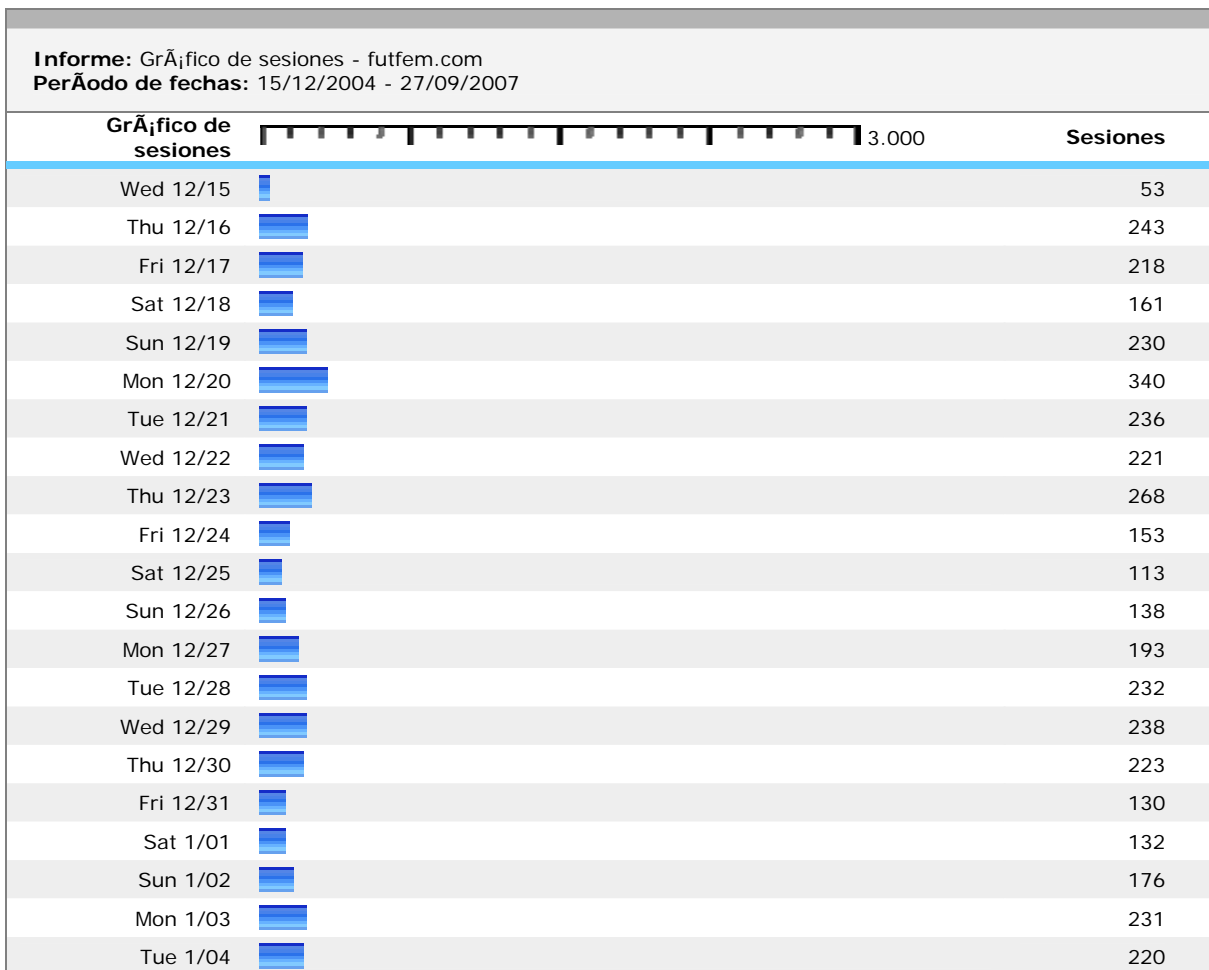 Informe: GrÃ¡fico de sesiones - futfem.com
PerÃodo de fechas: 15/12/2004 - 27/09/2007
GrÃ¡fico de
sesiones 3.000 Sesiones
Wed 12/15 53
Thu 12/16 243
Fri 12/17 218
Sat 12/18 161
Sun 12/19 230
Mon 12/20 340
Tue 12/21 236
Wed 12/22 221
Thu 12/23 268
Fri 12/24 153
Sat 12/25 113
Sun 12/26 138
Mon 12/27 193
Tue 12/28 232
Wed 12/29 238
Thu 12/30 223
Fri 12/31 130
Sat 1/01 132
Sun 1/02 176
Mon 1/03 231
Tue 1/04 220